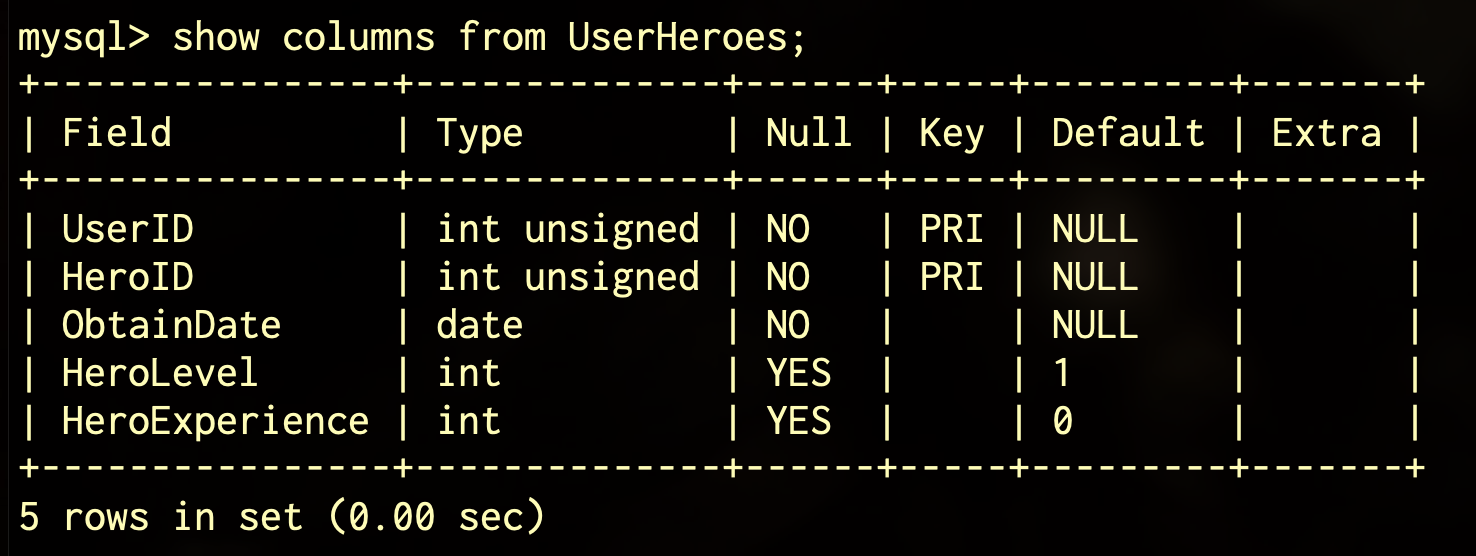 mysql> show columns from UserHeroes;
+----------------+--------------+------+-----+---------+-------+
| Field          | Type         | Null | Key | Default | Extra |
+----------------+--------------+------+-----+---------+-------+
| UserID         | int unsigned | NO   | PRI | NULL    |       |
| HeroID         | int unsigned | NO   | PRI | NULL    |       |
| ObtainDate     | date         | NO   |     | NULL    |       |
| HeroLevel      | int          | YES  |     | 1       |       |
| HeroExperience | int          | YES  |     | 0       |       |
+----------------+--------------+------+-----+---------+-------+
5 rows in set (0.00 sec)